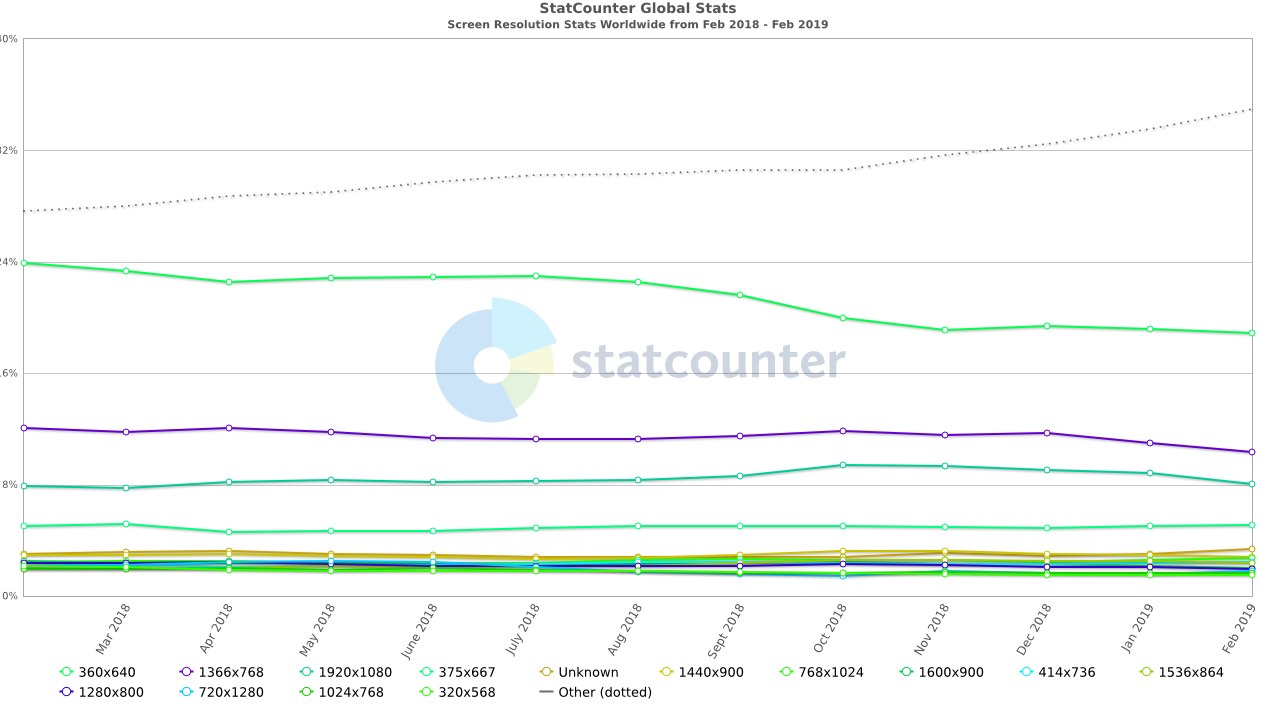 StatCounter Global Stats
Screen Resolution Stats Worldwide from Feb 2018 - Feb 2019
40%
32%
24%
16%
8%
0%
statcounter
Mar 2018 Apr 2018 May 2018 June 2018 July 2018 Aug 2018 Sept 2018 Oct 2018 Nov 2018 Dec 2018 Jan 2019 Feb 2019
360x640 1366x768 1920x1080 375x667 Unknown 1440x900 768x1024 1600x900 414x736 1536x864
1280x800 720x1280 1024x768 320x568 Other (dotted)